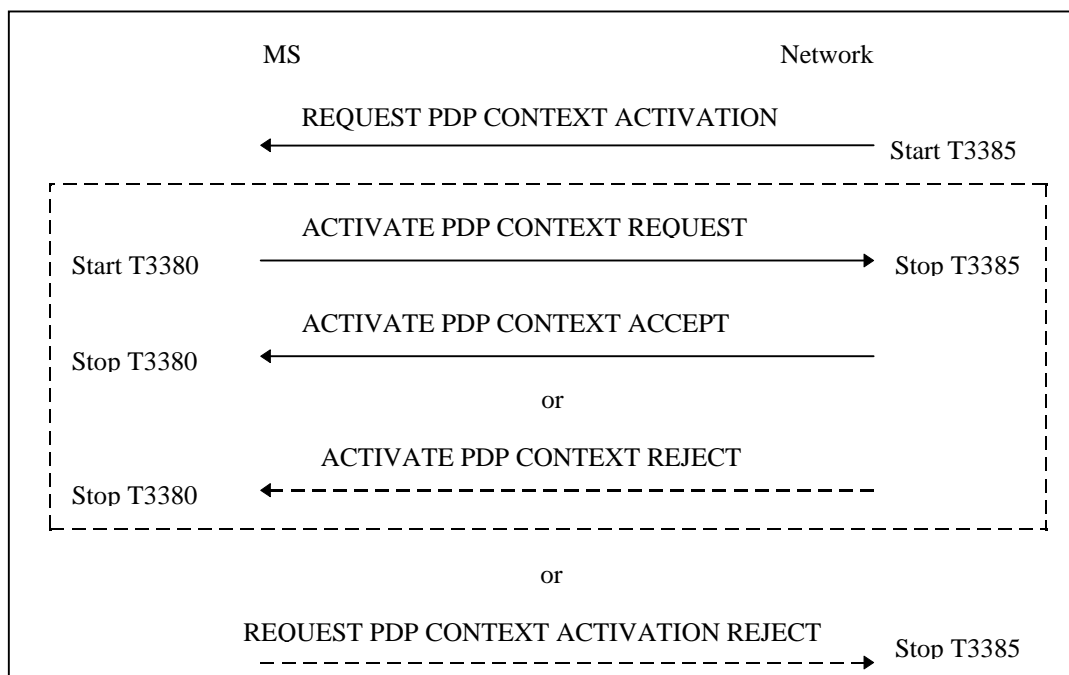 MS Network
REQUEST PDP CONTEXT ACTIVATION
Start T3385
ACTIVATE PDP CONTEXT REQUEST
Start T3380 Stop T3385
ACTIVATE PDP CONTEXT ACCEPT
Stop T3380
or
ACTIVATE PDP CONTEXT REJECT
Stop T3380
or
REQUEST PDP CONTEXT ACTIVATION REJECT
Stop T3385